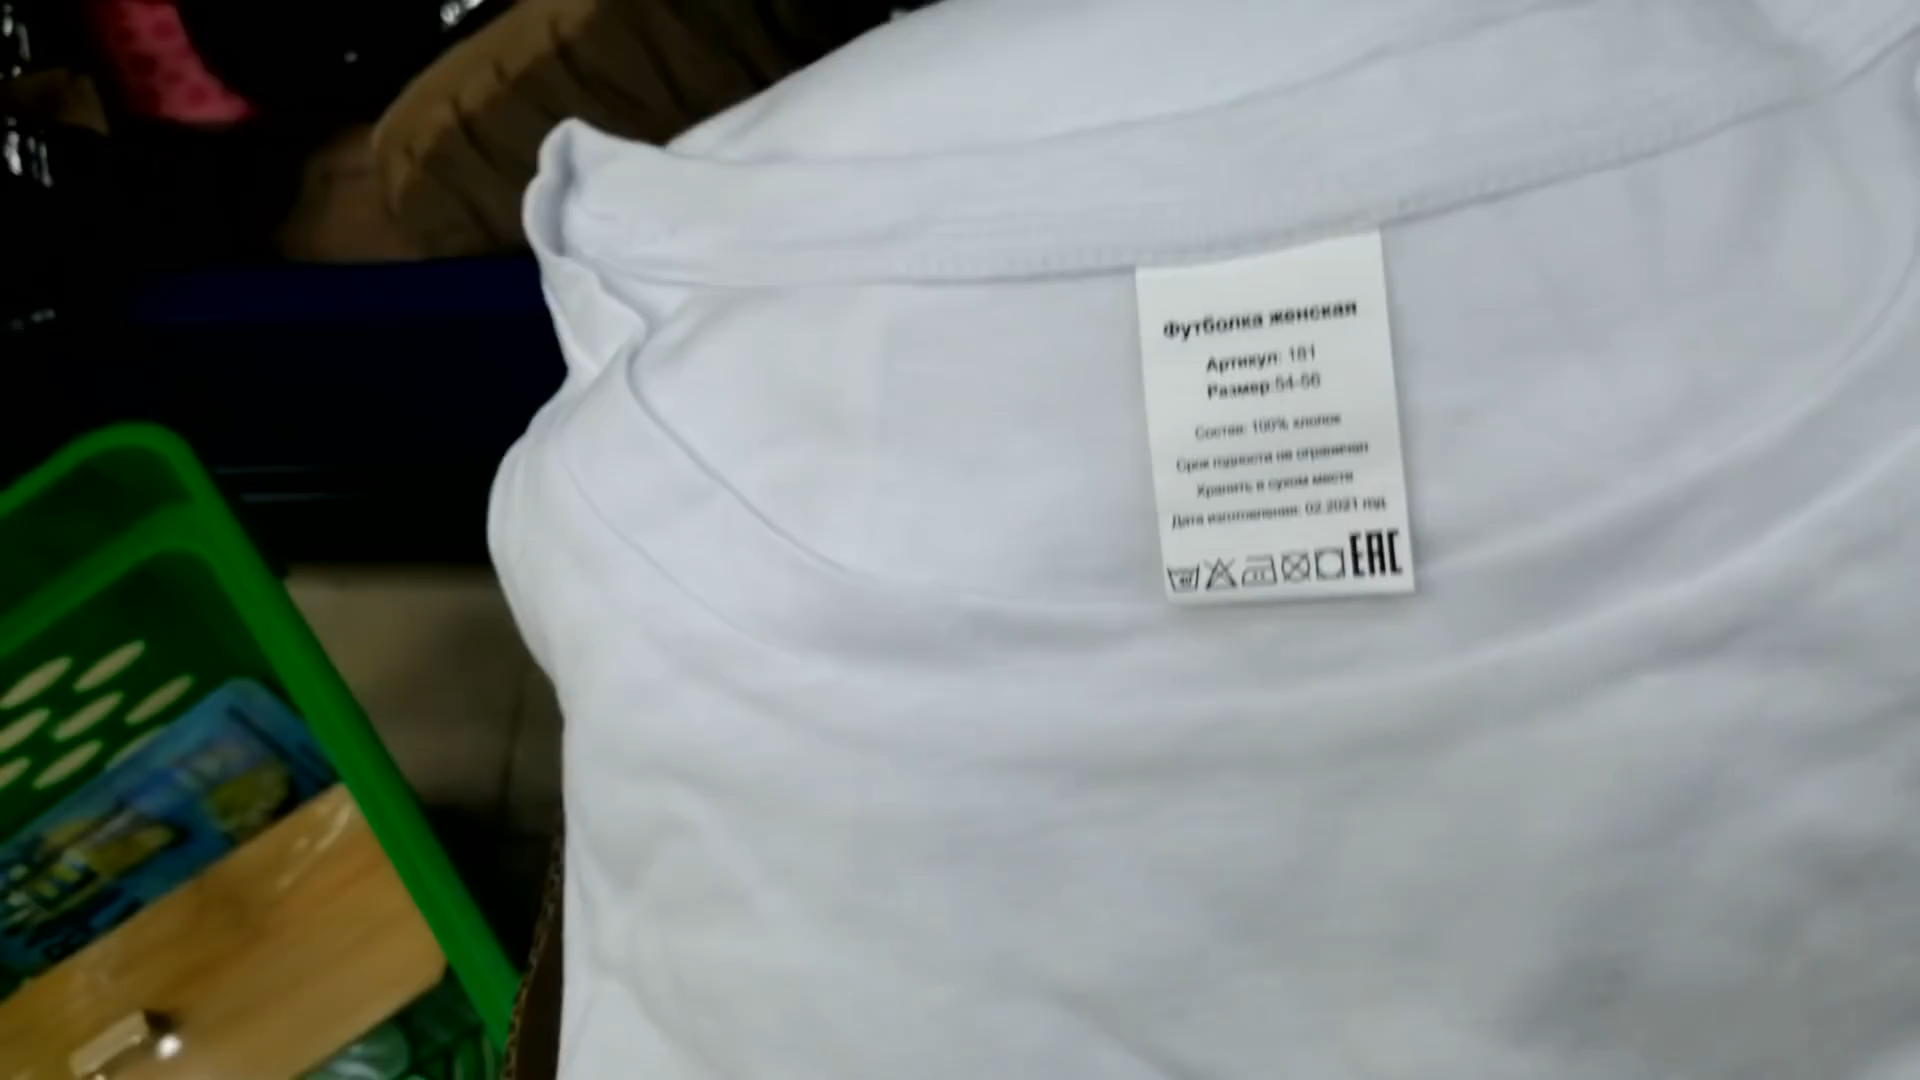 Футболка женская
Артикул: 181
Размер:54-56
Состав: 100% хлопок
Срок годности не ограничен
Хранить в сухом месте
Дата изготовления: 02.2021 год
40
EAC